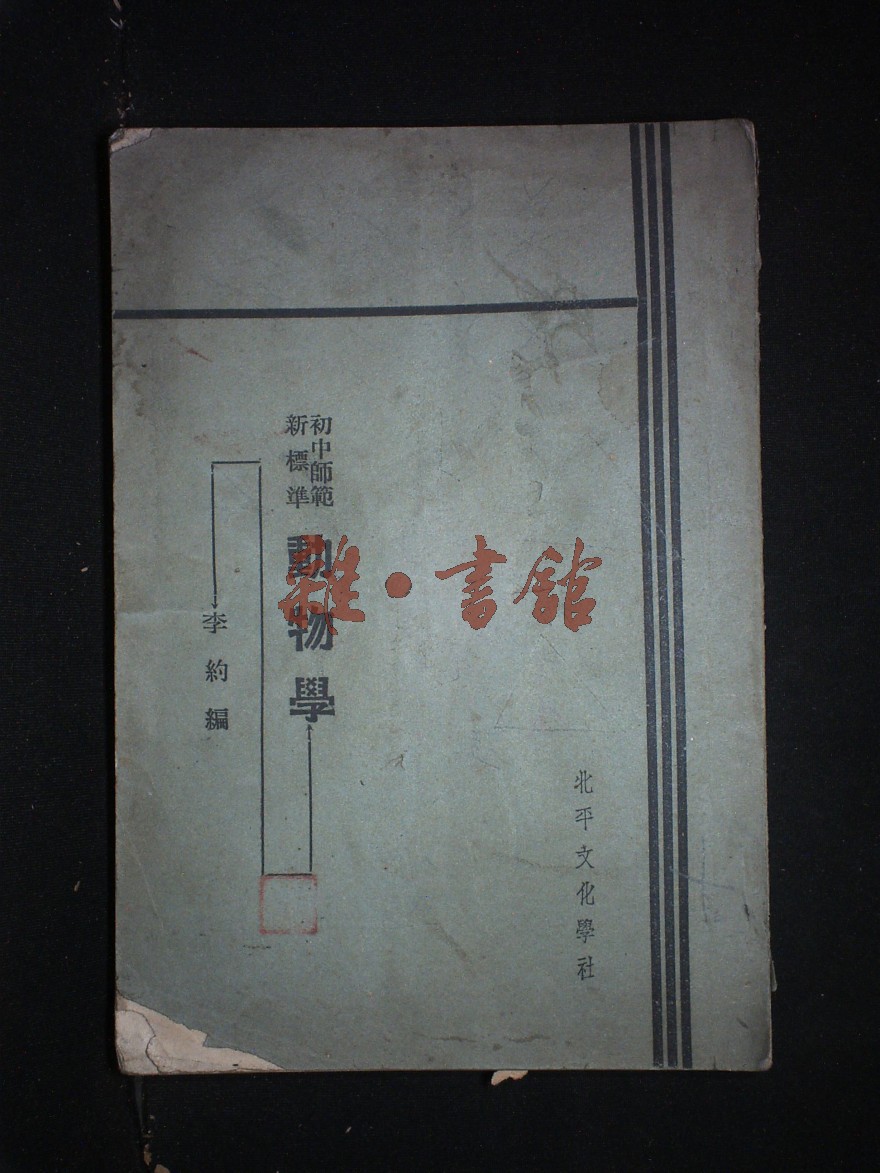 初中師範
新標準
動物學
李約編
北平文化學社
雜·書館